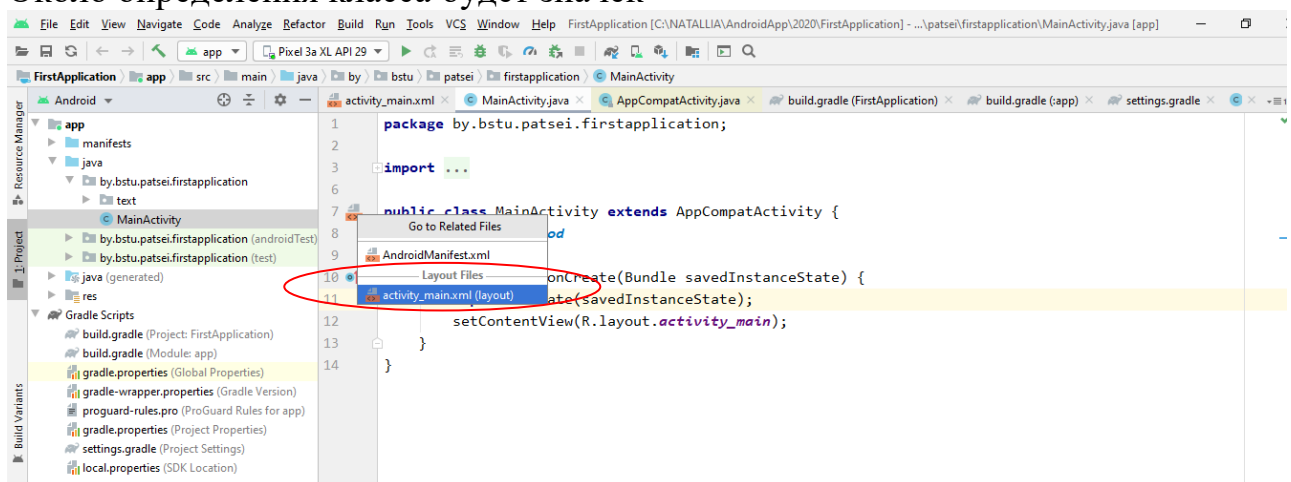 Около определения класса будет значек
File Edit View Navigate Code Analyze Refactor Build Run Tools VCS Window Help FirstApplication [C:\NATALLIA\AndroidApp\2020\FirstApplication] - ...\patsei\firstapplication\MainActivity.java [app]
app Pixel 3a XL API 29
FirstApplication app src main java by bstu patsei firstapplication MainActivity
Android activity_main.xml MainActivity.java AppCompatActivity.java build.gradle (FirstApplication) build.gradle (:app) settings.gradle
Resource Manager
1: Project
Build Variants
app
manifests
java
by.bstu.patsei.firstapplication
text
MainActivity
by.bstu.patsei.firstapplication (androidTest)
by.bstu.patsei.firstapplication (test)
java (generated)
res
Gradle Scripts
build.gradle (Project: FirstApplication)
build.gradle (Module: app)
gradle.properties (Global Properties)
gradle-wrapper.properties (Gradle Version)
proguard-rules.pro (ProGuard Rules for app)
gradle.properties (Project Properties)
settings.gradle (Project Settings)
local.properties (SDK Location)
1 package by.bstu.patsei.firstapplication;
2
3 import ...
6
7 public class MainActivity extends AppCompatActivity {
8 od
9
10 onCreate(Bundle savedInstanceState) {
11 ate(savedInstanceState);
12 setContentView(R.layout.activity_main);
13 }
14 }
Go to Related Files
AndroidManifest.xml
Layout Files
activity_main.xml (layout)